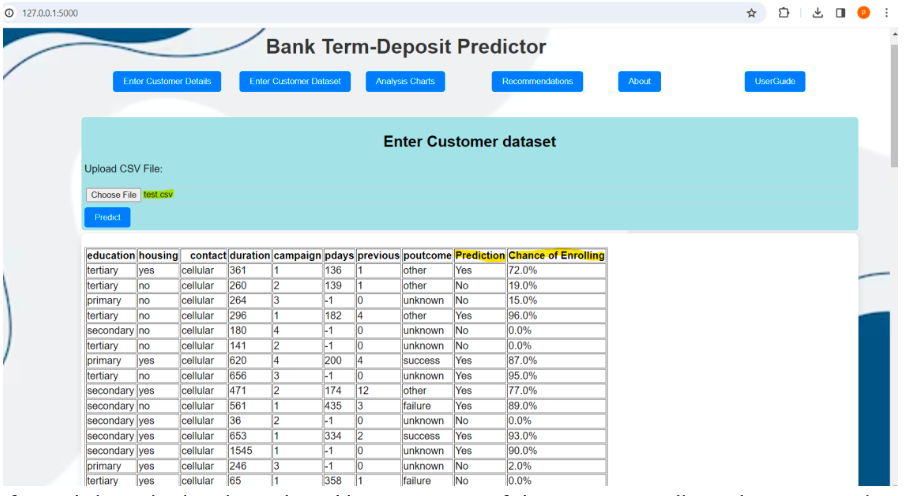 127.0.0.1:5000
Bank Term-Deposit Predictor
Enter Customer Details Enter Customer Dataset Analysis Charts Recommendations About UserGuide
Enter Customer dataset
Upload CSV File:
Choose File test.csv
Predict
education housing contact duration campaign pdays previous poutcome Prediction Chance of Enrolling
tertiary yes cellular 361 1 136 1 other Yes 72.0%
tertiary no cellular 260 2 139 1 other No 19.0%
primary no cellular 264 3 -1 0 unknown No 15.0%
tertiary no cellular 296 1 182 4 other Yes 96.0%
secondary no cellular 180 4 -1 0 unknown No 0.0%
tertiary no cellular 141 2 -1 0 unknown No 0.0%
primary yes cellular 620 4 200 4 success Yes 87.0%
tertiary no cellular 656 3 -1 0 unknown Yes 95.0%
secondary yes cellular 471 2 174 12 other Yes 77.0%
secondary no cellular 561 1 435 3 failure Yes 89.0%
secondary yes cellular 36 2 -1 0 unknown No 0.0%
secondary yes cellular 653 1 334 2 success Yes 93.0%
secondary yes cellular 1545 1 -1 0 unknown Yes 90.0%
primary yes cellular 246 3 -1 0 unknown No 2.0%
tertiary yes cellular 65 1 358 1 failure No 0.0%